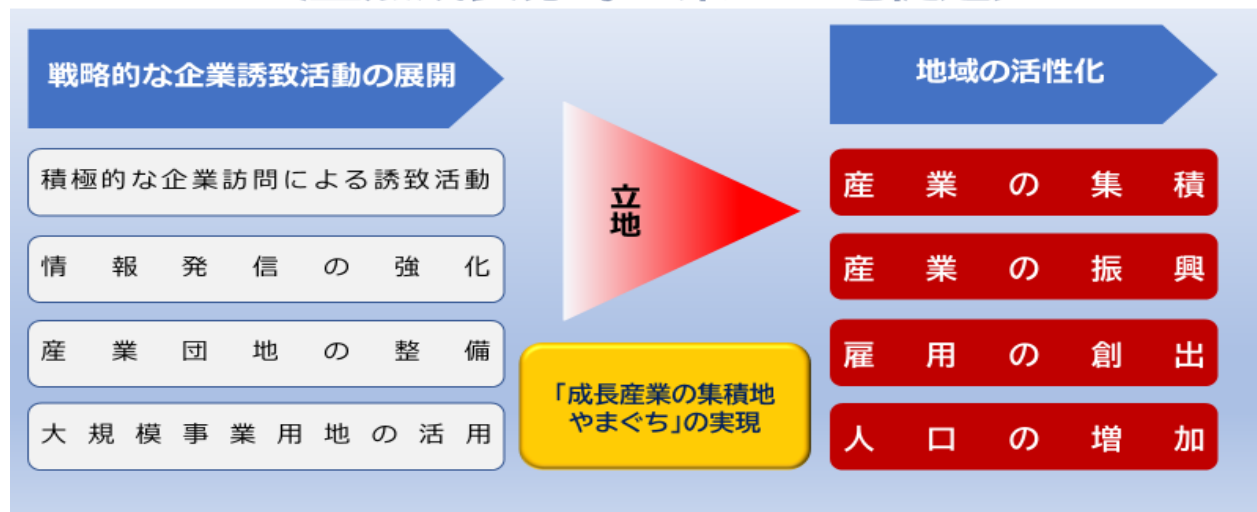 戦略的な企業誘致活動の展開
積極的な企業訪問による誘致活動
情報発信の強化
産業団地の整備
大規模事業用地の活用
立地
「成長産業の集積地
やまぐち」の実現
地域の活性化
産業の集積
産業の振興
雇用の創出
人口の増加